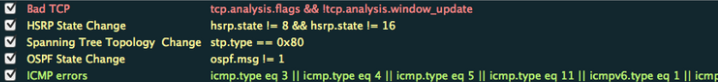 Bad TCP tcp.analysis.flags && !tcp.analysis.window_update
HSRP State Change hsrp.state != 8 && hsrp.state != 16
Spanning Tree Topology Change stp.type == 0x80
OSPF State Change ospf.msg != 1
ICMP errors icmp.type eq 3 || icmp.type eq 4 || icmp.type eq 5 || icmp.type eq 11 || icmpv6.type eq 1 || icmp